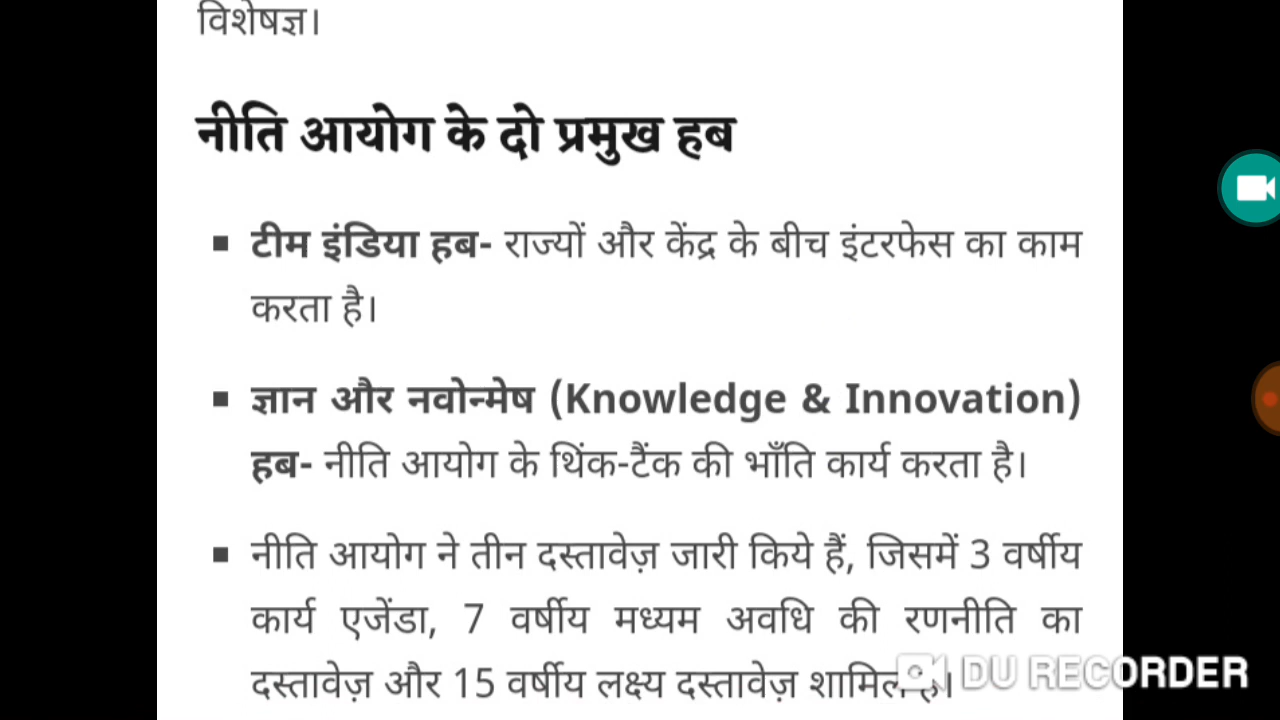 विशेषज्ञ।
नीति आयोग के दो प्रमुख हब
▪ टीम इंडिया हब- राज्यों और केंद्र के बीच इंटरफेस का काम
करता है।
▪ ज्ञान और नवोन्मेष (Knowledge & Innovation)
हब- नीति आयोग के थिंक-टैंक की भाँति कार्य करता है।
▪ नीति आयोग ने तीन दस्तावेज़ जारी किये हैं, जिसमें 3 वर्षीय
कार्य एजेंडा, 7 वर्षीय मध्यम अवधि की रणनीति का
दस्तावेज़ और 15 वर्षीय लक्ष्य दस्तावेज़ शामिल हैं।
DU RECORDER